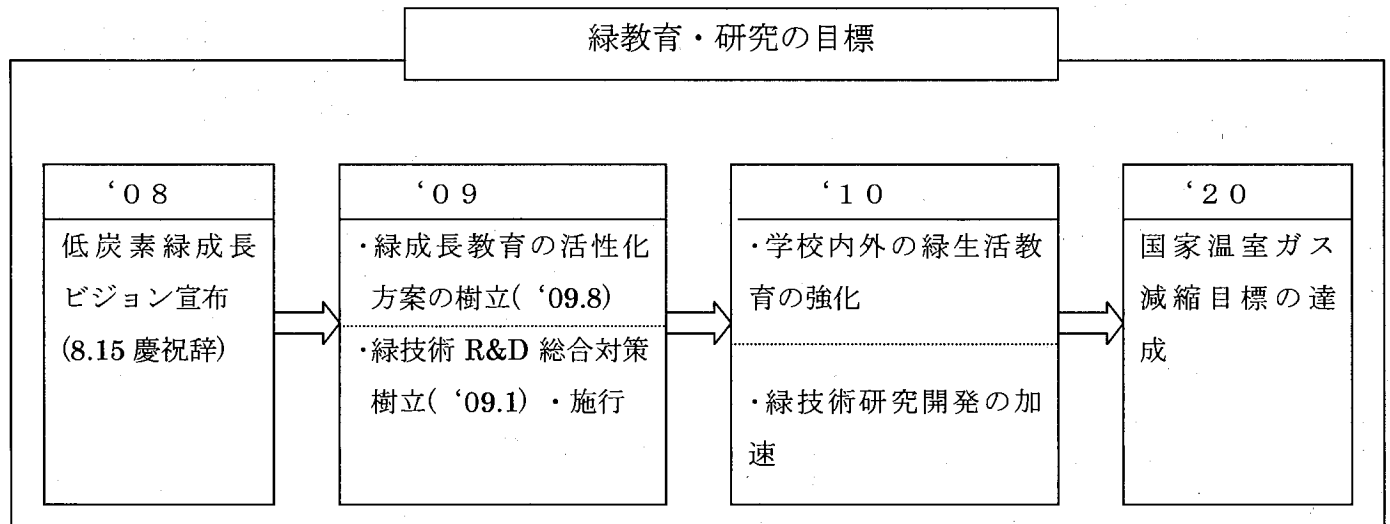 緑教育・研究の目標
‘０８
低炭素緑成長
ビジョン宣布
(8.15 慶祝辞)
‘０９
・緑成長教育の活性化
方案の樹立( ‘09.8)
・緑技術 R&D 総合対策
樹立( ‘09.1) ・施行
‘１０
・学校内外の緑生活教
育の強化
・緑技術研究開発の加
速
‘２０
国家温室ガス
減縮目標の達
成